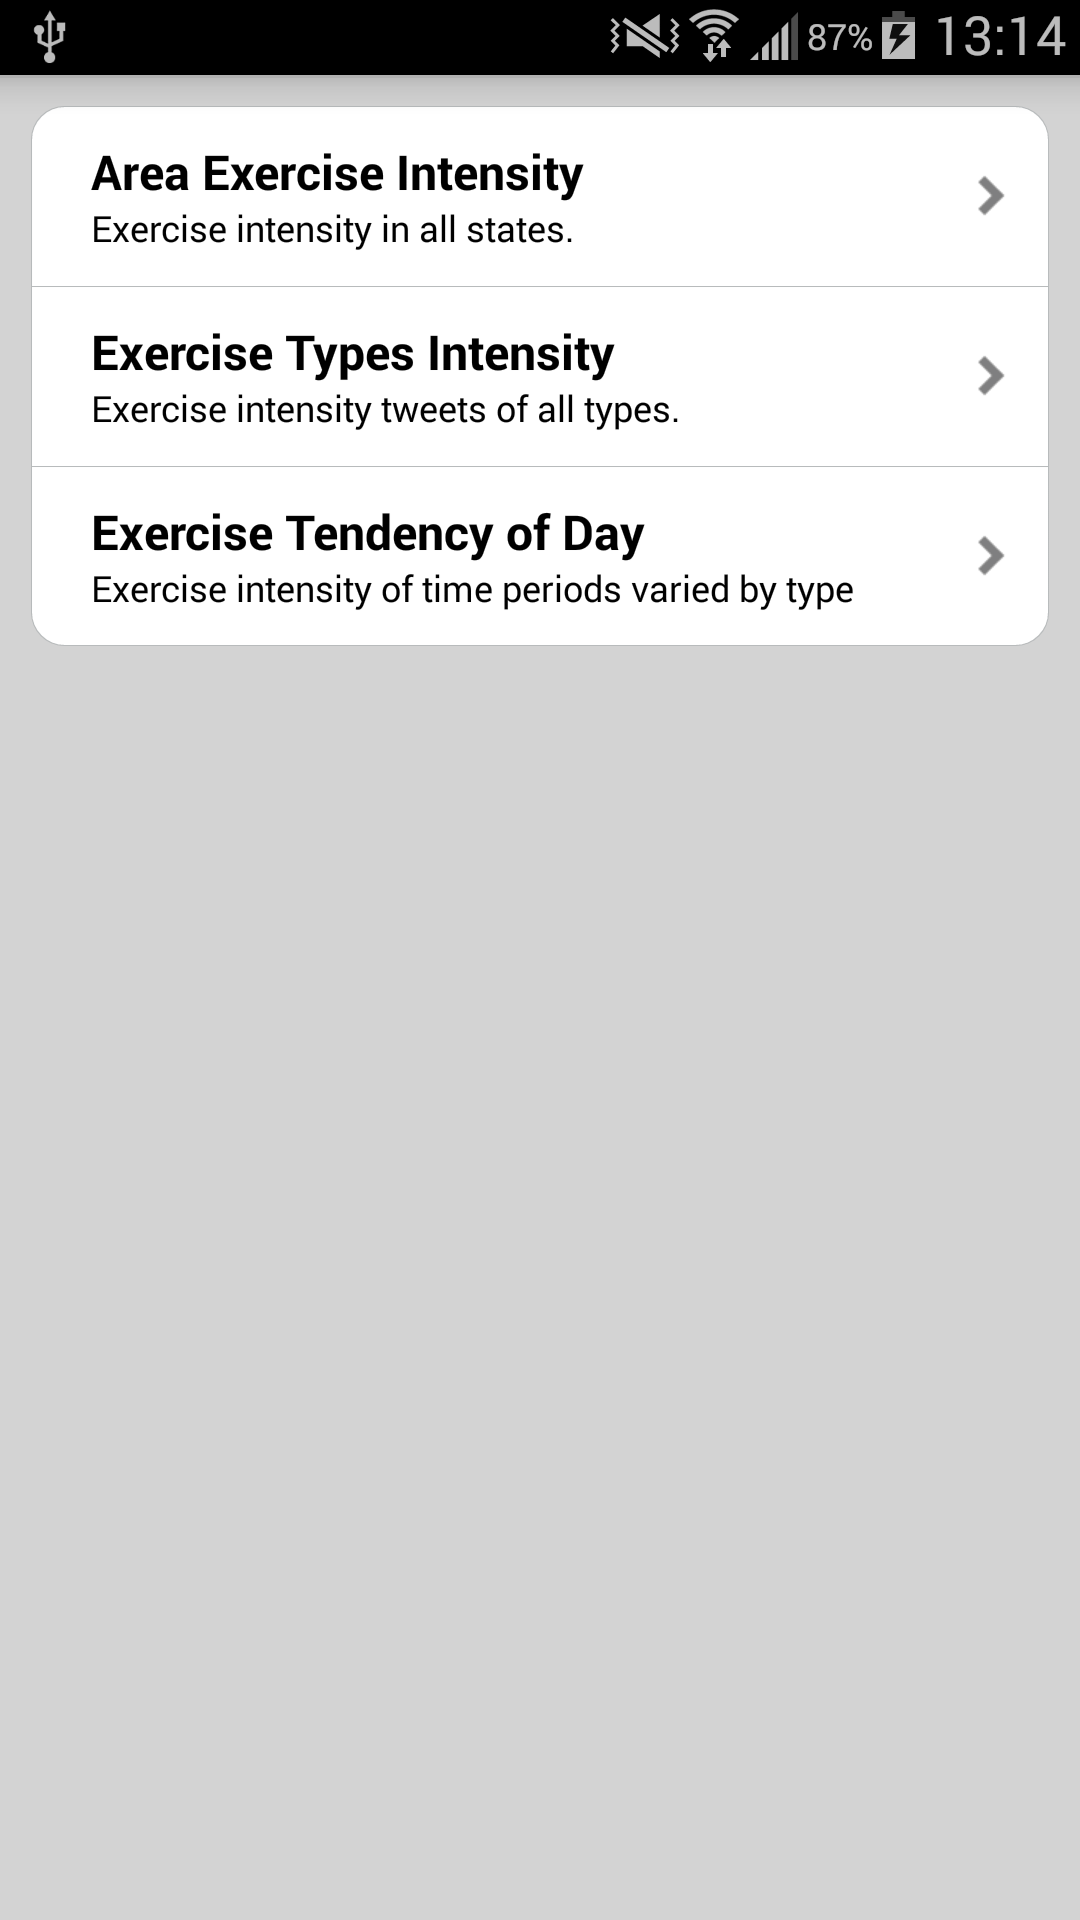 87% 13:14
Area Exercise Intensity
Exercise intensity in all states.
Exercise Types Intensity
Exercise intensity tweets of all types.
Exercise Tendency of Day
Exercise intensity of time periods varied by type